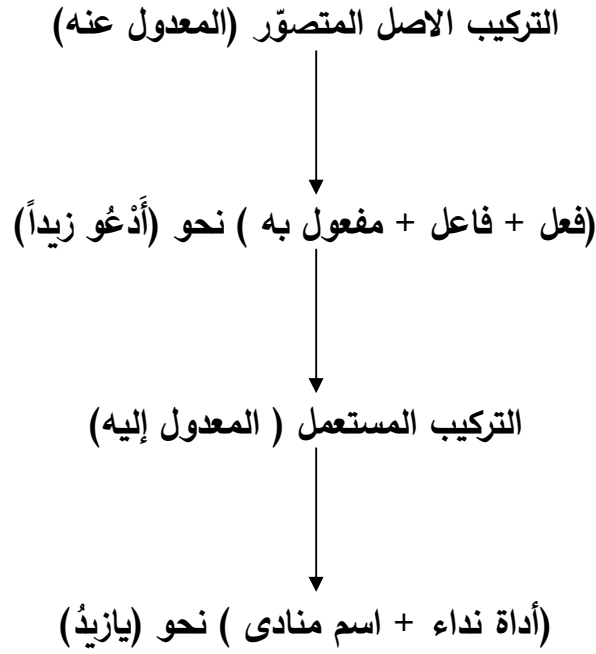 التركيب الاصل المتصوّر (المعدول عنه)
(فعل + فاعل + مفعول به ) نحو (أَدْعُو زيداً)
التركيب المستعمل ( المعدول إليه)
(أداة نداء + اسم منادى ) نحو (يازيدُ)